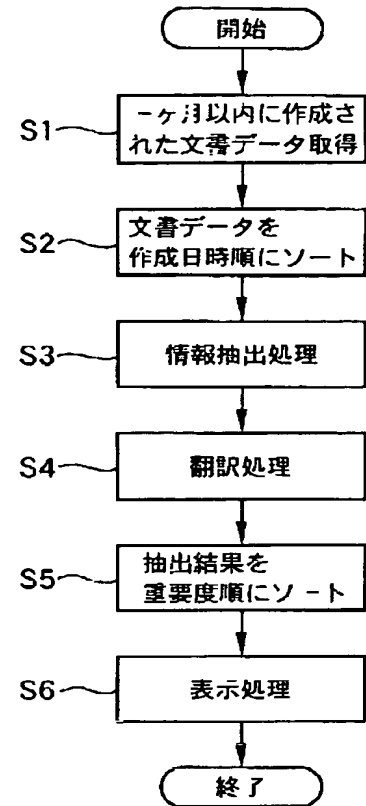 開始
S1
一ヶ月以内に作成さ
れた文書データ取得
S2
文書データを
作成日時順にソート
S3
情報抽出処理
S4
翻訳処理
S5
抽出結果を
重要度順にソート
S6
表示処理
終了